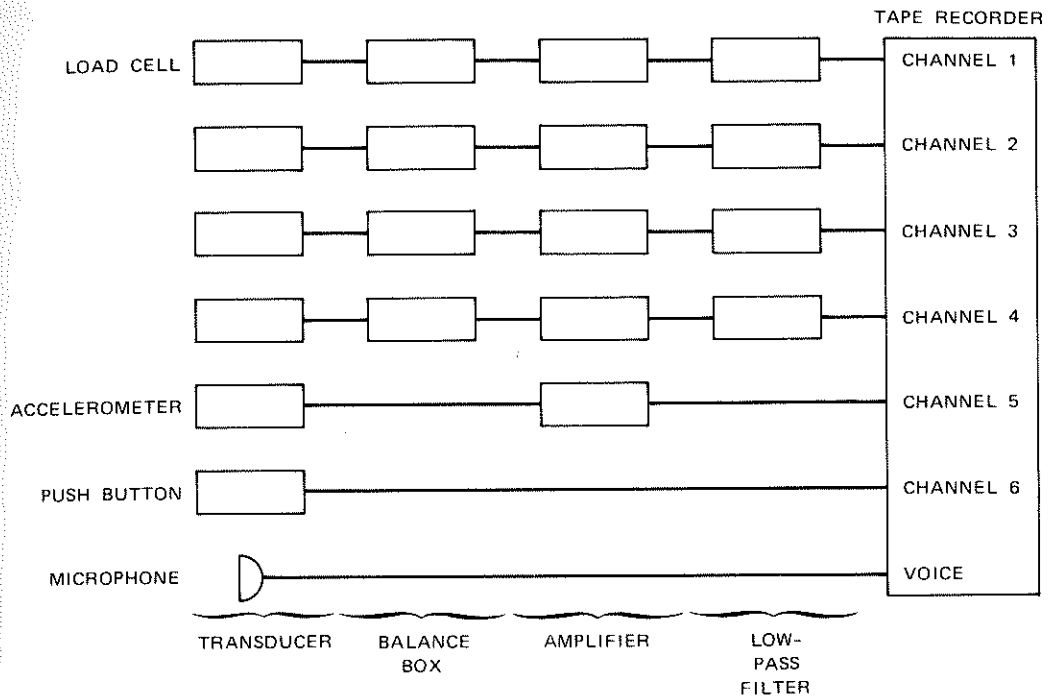 TAPE RECORDER
LOAD CELL
CHANNEL 1
CHANNEL 2
CHANNEL 3
CHANNEL 4
ACCELEROMETER
CHANNEL 5
PUSH BUTTON
CHANNEL 6
MICROPHONE
VOICE
TRANSDUCER
BALANCE
BOX
AMPLIFIER
LOW-
PASS
FILTER